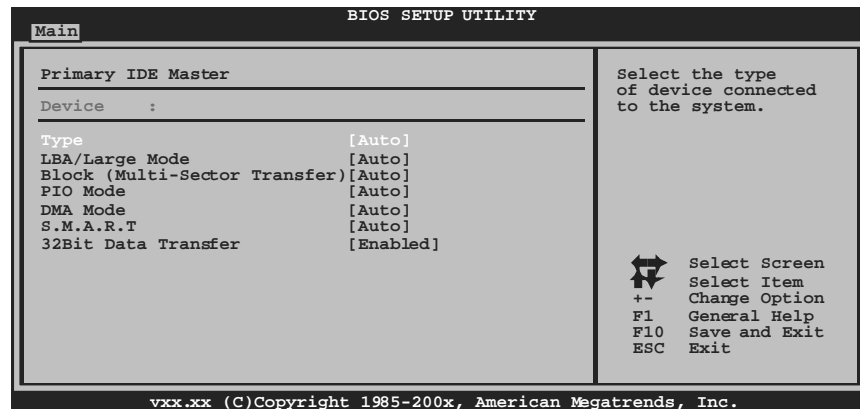 BIOS SETUP UTILITY
Main
Primary IDE Master
Device :
Type [Auto]
LBA/Large Mode [Auto]
Block (Multi-Sector Transfer)[Auto]
PIO Mode [Auto]
DMA Mode [Auto]
S.M.A.R.T [Auto]
32Bit Data Transfer [Enabled]
Select the type
of device connected
to the system.
Select Screen
Select Item
+- Change Option
F1 General Help
F10 Save and Exit
ESC Exit
vxx.xx (C)Copyright 1985-200x, American Megatrends, Inc.